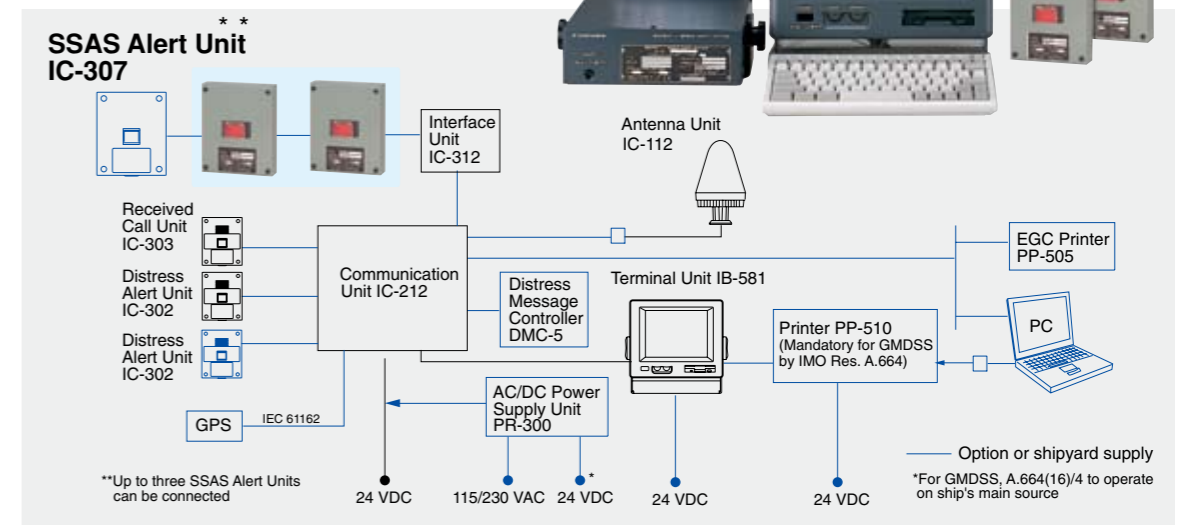 * *
SSAS Alert Unit
IC-307
Interface
Unit
IC-312
Antenna Unit
IC-112
Received
Call Unit
IC-303
Distress
Alert Unit
IC-302
Distress
Alert Unit
IC-302
Communication
Unit IC-212
Distress
Message
Controller
DMC-5
Terminal Unit IB-581
EGC Printer
PP-505
Printer PP-510
(Mandatory for GMDSS
by IMO Res. A.664)
PC
GPS
IEC 61162
AC/DC Power
Supply Unit
PR-300
24 VDC
115/230 VAC
24 VDC
*
24 VDC
24 VDC
**Up to three SSAS Alert Units
can be connected
Option or shipyard supply
*For GMDSS, A.664(16)/4 to operate
on ship's main source